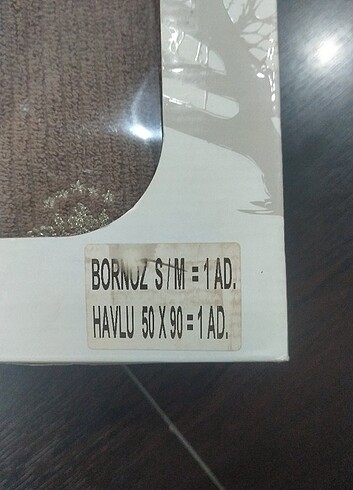 BORNOZ S/M = 1 AD.
HAVLU 50 X 90 = 1 AD.